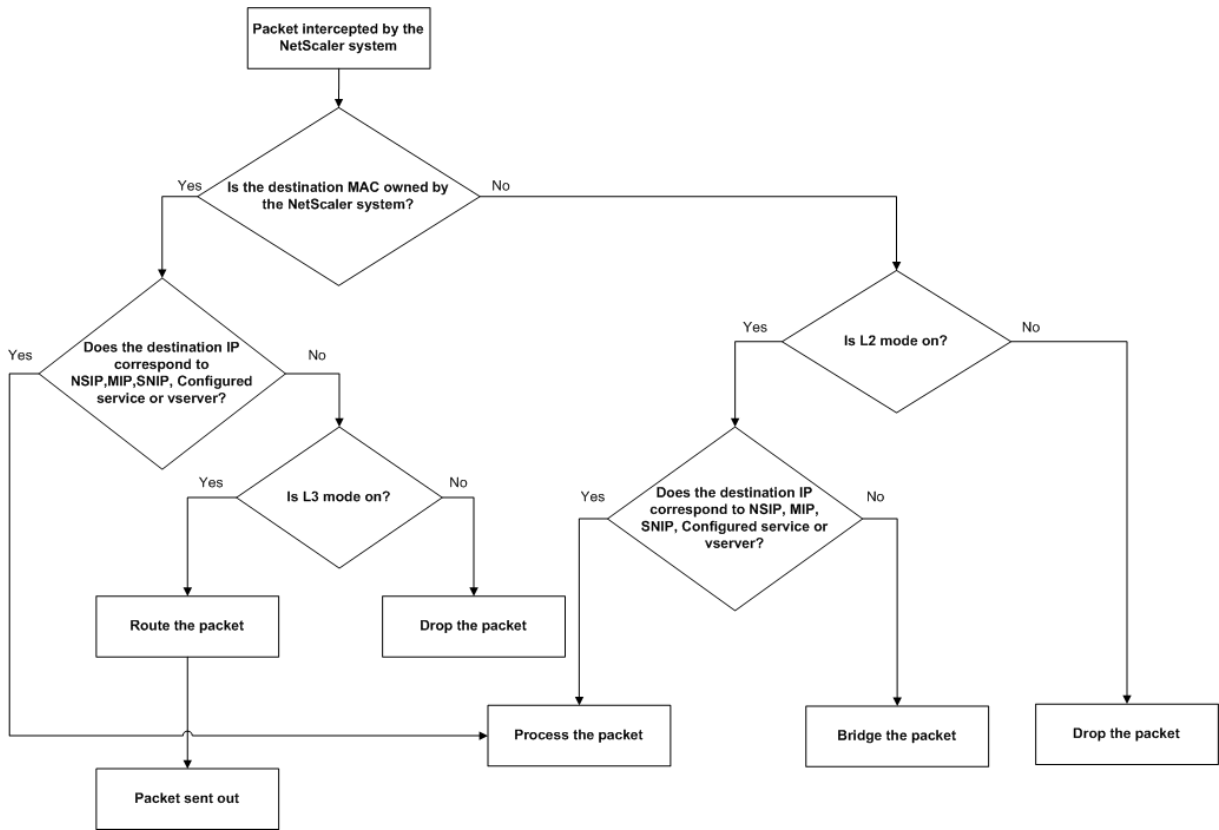 Packet intercepted by the
NetScaler system
Is the destination MAC owned by
the NetScaler system?
Yes
No
Does the destination IP
correspond to
NSIP,MIP,SNIP, Configured
service or vserver?
Yes
No
Is L2 mode on?
Yes
No
Is L3 mode on?
Yes
No
Does the destination IP
correspond to NSIP, MIP,
SNIP, Configured service or
vserver?
Yes
No
Route the packet
Drop the packet
Process the packet
Bridge the packet
Drop the packet
Packet sent out